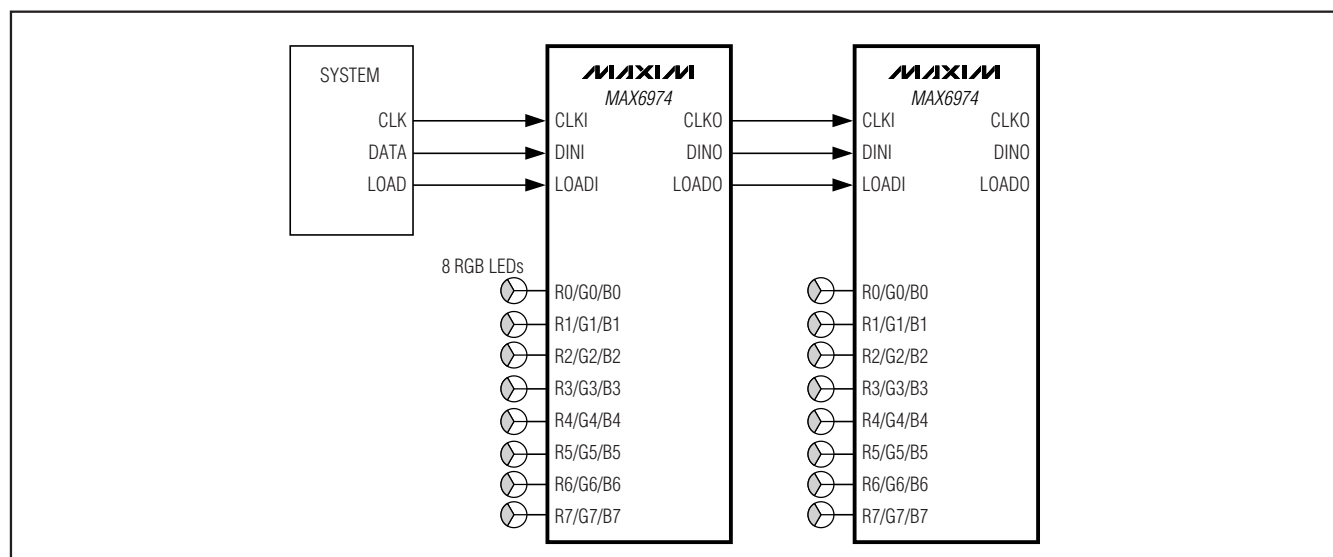 SYSTEM
CLK
DATA
LOAD
8 RGB LEDs
MAXIM
MAX6974
CLKI CLKO
DINI DINO
LOADI LOADO
R0/G0/B0
R1/G1/B1
R2/G2/B2
R3/G3/B3
R4/G4/B4
R5/G5/B5
R6/G6/B6
R7/G7/B7
MAXIM
MAX6974
CLKI CLKO
DINI DINO
LOADI LOADO
R0/G0/B0
R1/G1/B1
R2/G2/B2
R3/G3/B3
R4/G4/B4
R5/G5/B5
R6/G6/B6
R7/G7/B7